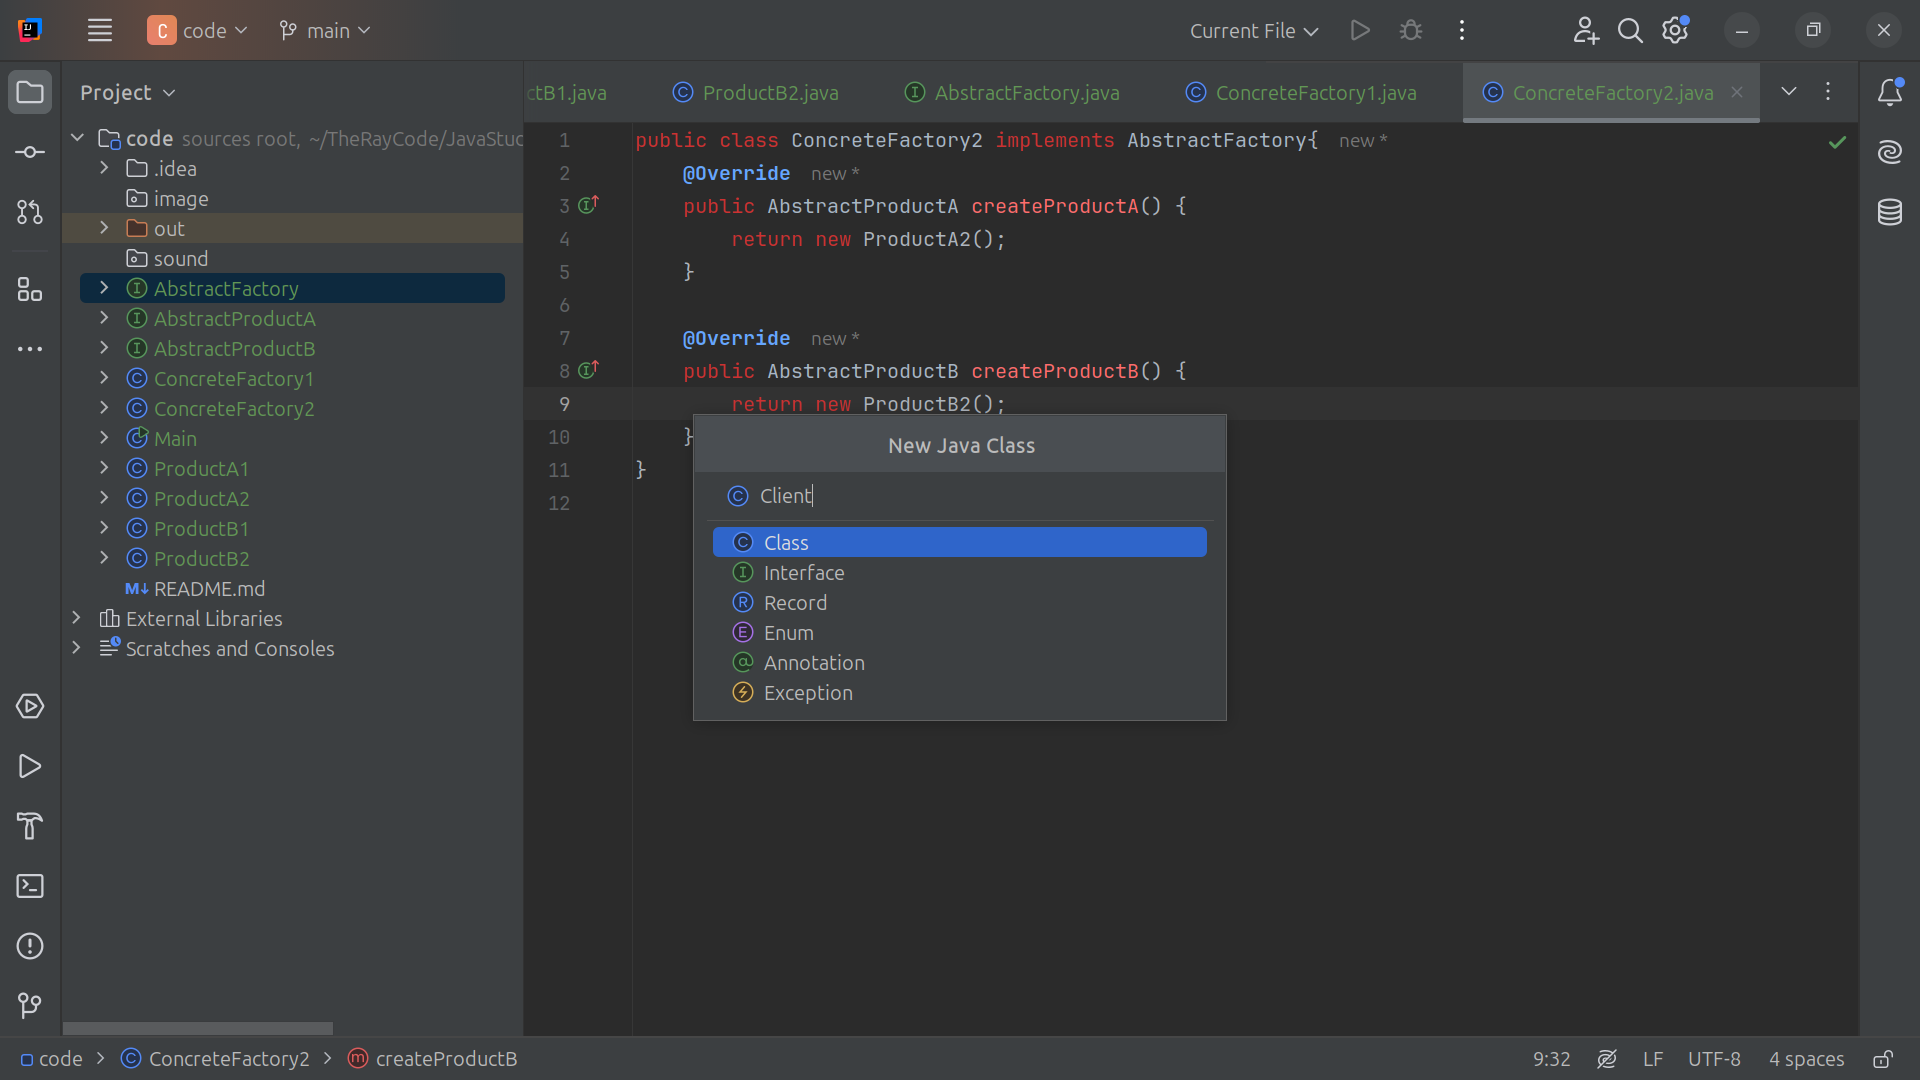 code
main
Current File
Project
ctB1.java
ProductB2.java
AbstractFactory.java
ConcreteFactory1.java
ConcreteFactory2.java
code sources root, ~/TheRayCode/JavaStud
.idea
image
out
sound
AbstractFactory
AbstractProductA
AbstractProductB
ConcreteFactory1
ConcreteFactory2
Main
ProductA1
ProductA2
ProductB1
ProductB2
README.md
External Libraries
Scratches and Consoles
1 public class ConcreteFactory2 implements AbstractFactory{ new *
2 @Override new *
3 public AbstractProductA createProductA() {
4 return new ProductA2();
5 }
6
7 @Override new *
8 public AbstractProductB createProductB() {
9 return new ProductB2();
10 }
11 }
12
New Java Class
Client
Class
Interface
Record
Enum
Annotation
Exception
code > ConcreteFactory2 > createProductB
9:32
LF
UTF-8
4 spaces